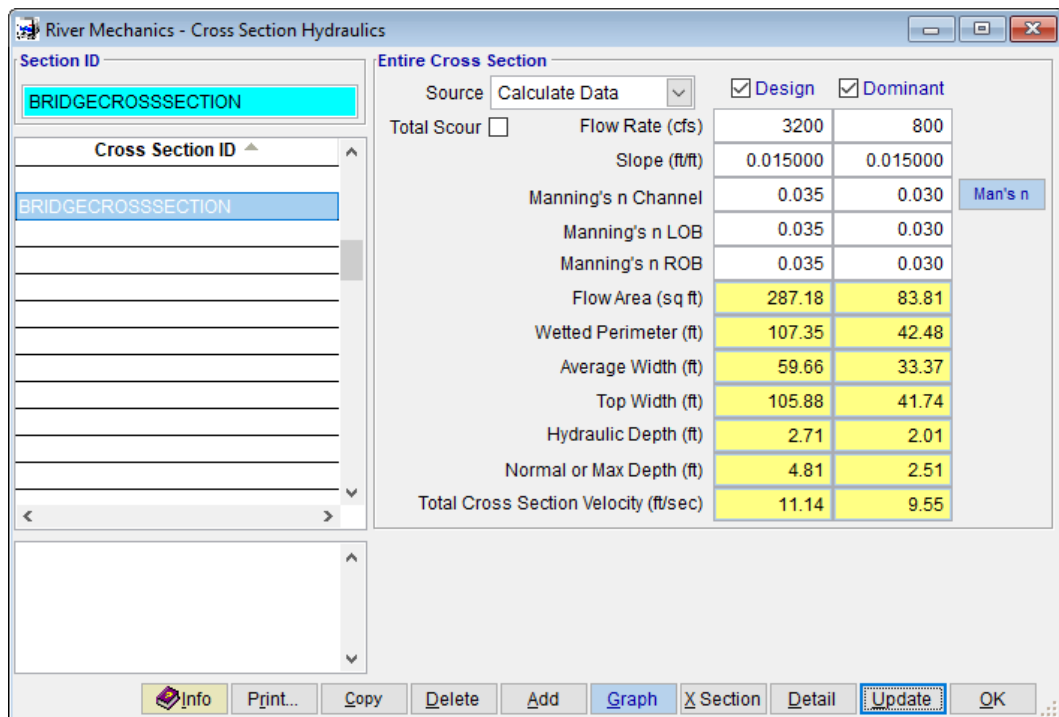 River Mechanics - Cross Section Hydraulics
Section ID
BRIDGECROSSSECTION
Cross Section ID
BRIDGECROSSSECTION
Entire Cross Section
Source Calculate Data Design Dominant
Total Scour Flow Rate (cfs) 3200 800
Slope (ft/ft) 0.015000 0.015000
Manning's n Channel 0.035 0.030 Man's n
Manning's n LOB 0.035 0.030
Manning's n ROB 0.035 0.030
Flow Area (sq ft) 287.18 83.81
Wetted Perimeter (ft) 107.35 42.48
Average Width (ft) 59.66 33.37
Top Width (ft) 105.88 41.74
Hydraulic Depth (ft) 2.71 2.01
Normal or Max Depth (ft) 4.81 2.51
Total Cross Section Velocity (ft/sec) 11.14 9.55
Info Print... Copy Delete Add Graph X Section Detail Update OK